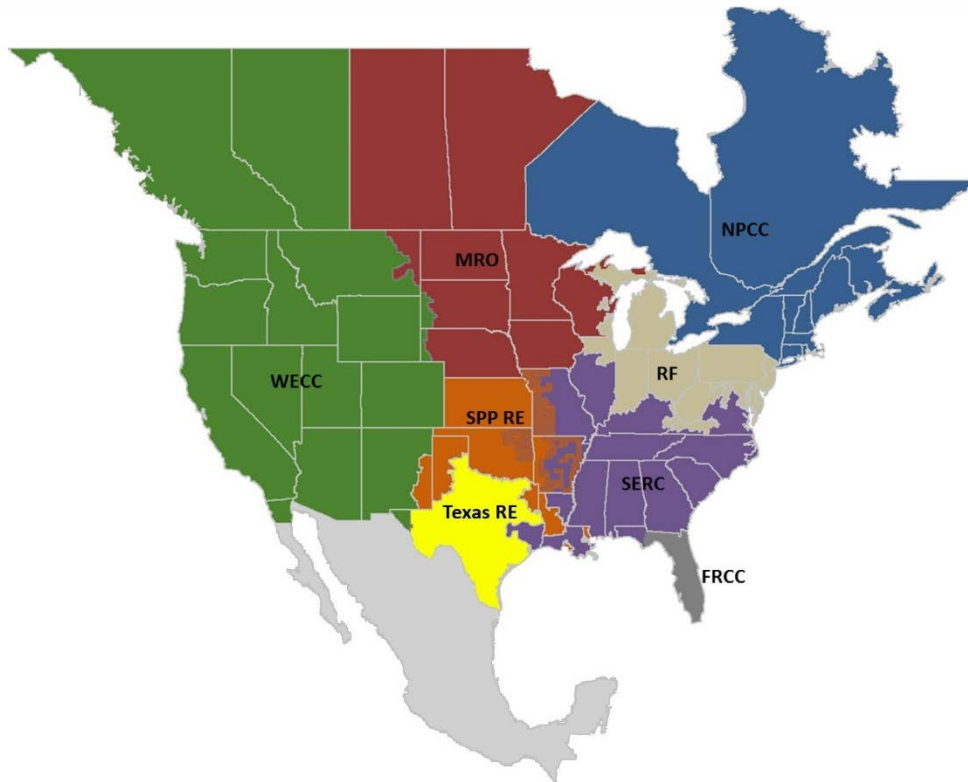 NPCC
MRO
RF
WECC
SPP RE
SERC
Texas RE
FRCC